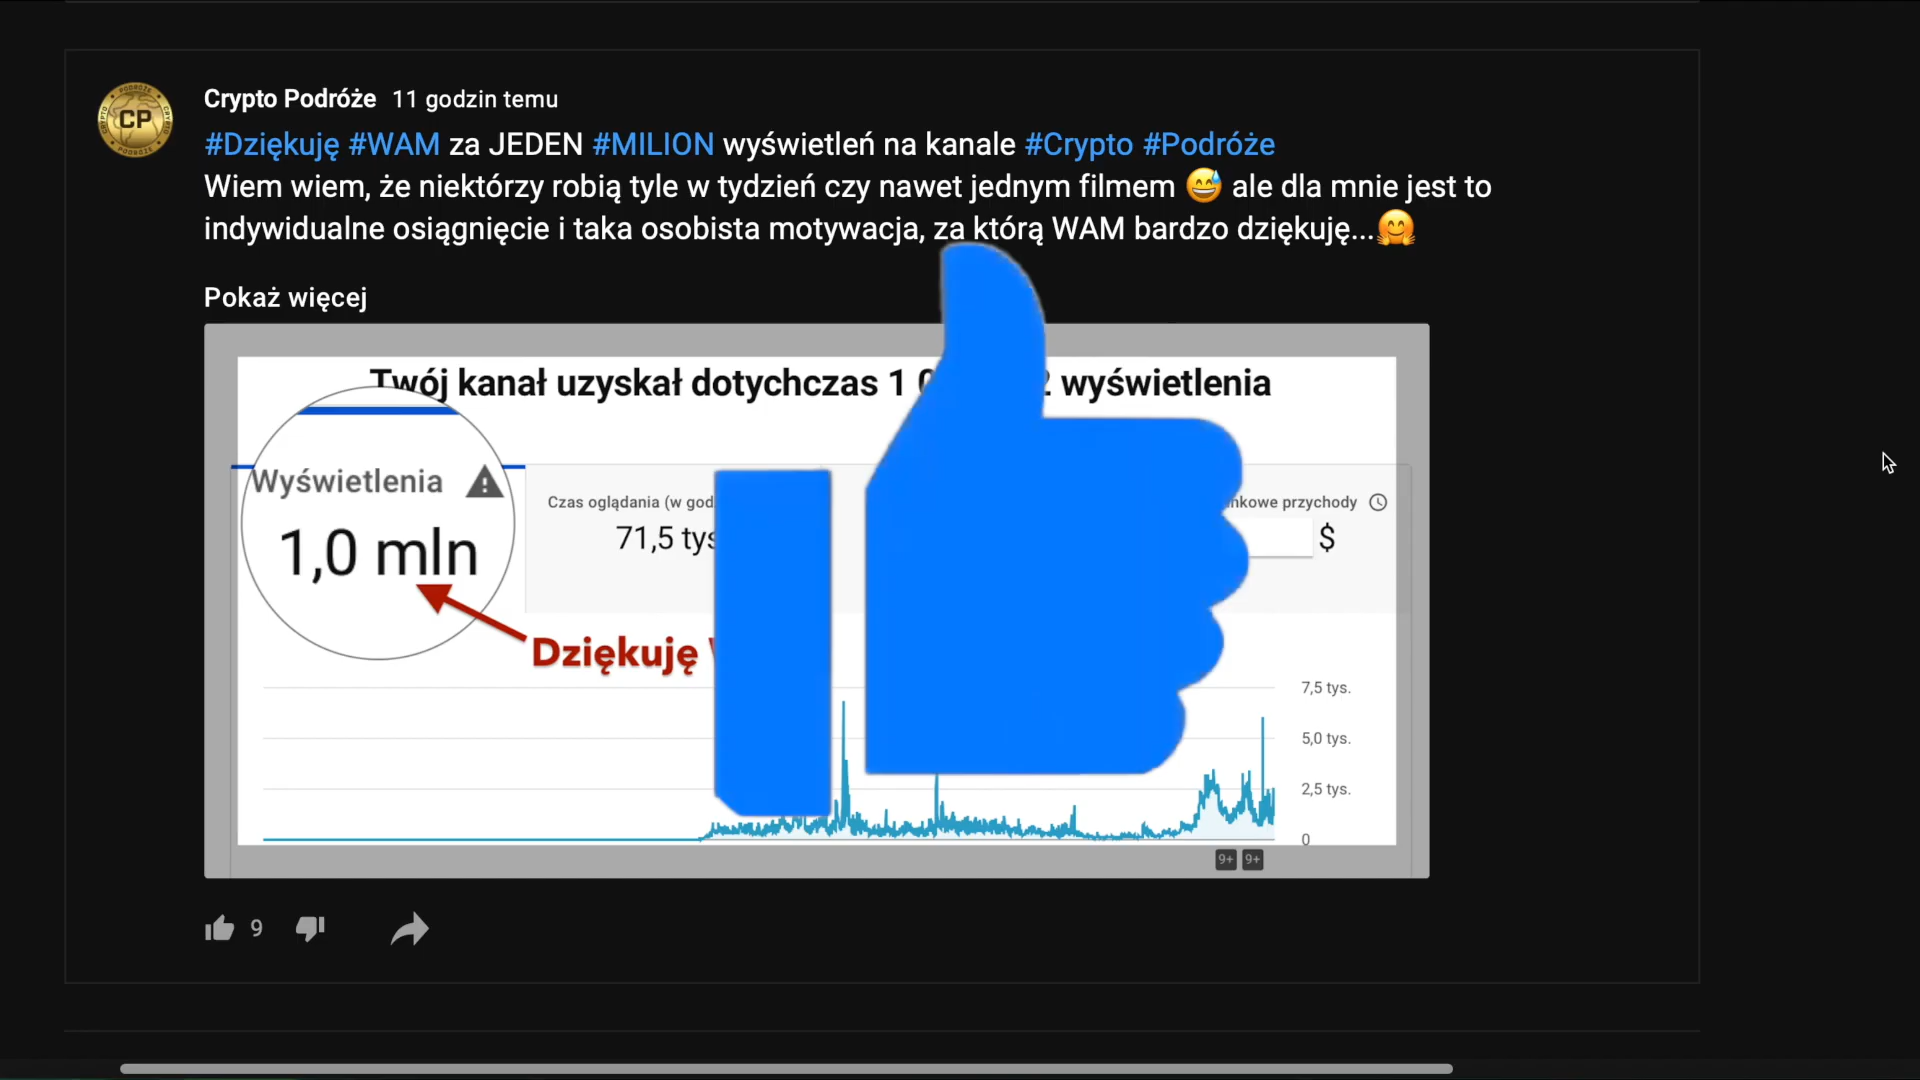 Crypto Podróże 11 godzin temu
#Dziękuję #WAM za JEDEN #MILION wyświetleń na kanale #Crypto #Podróże
Wiem wiem, że niektórzy robią tyle w tydzień czy nawet jednym filmem 😅 ale dla mnie jest to
indywidualne osiągnięcie i taka osobista motywacja, za którą WAM bardzo dziękuję...🤗
Pokaż więcej
Twój kanał uzyskał dotychczas 1 wyświetlenia
Wyświetlenia
1,0 mln
Czas oglądania (w
71,5
przychody
$
Dziękuję
7,5 tys.
5,0 tys.
2,5 tys.
0
9+ 9+
9
CP